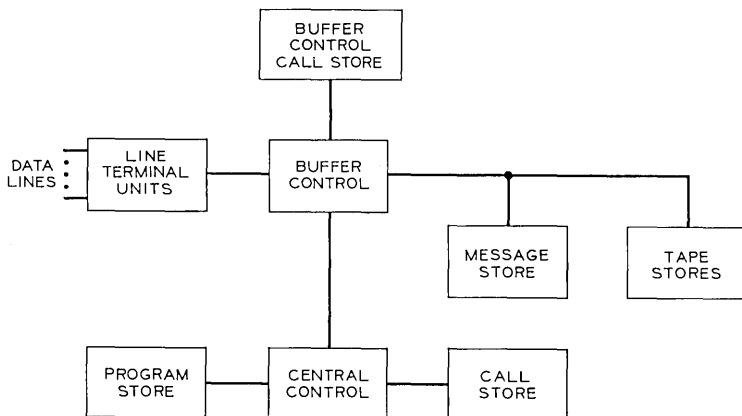 BUFFER
CONTROL
CALL STORE
DATA
LINES
LINE
TERMINAL
UNITS
BUFFER
CONTROL
MESSAGE
STORE
TAPE
STORES
PROGRAM
STORE
CENTRAL
CONTROL
CALL
STORE